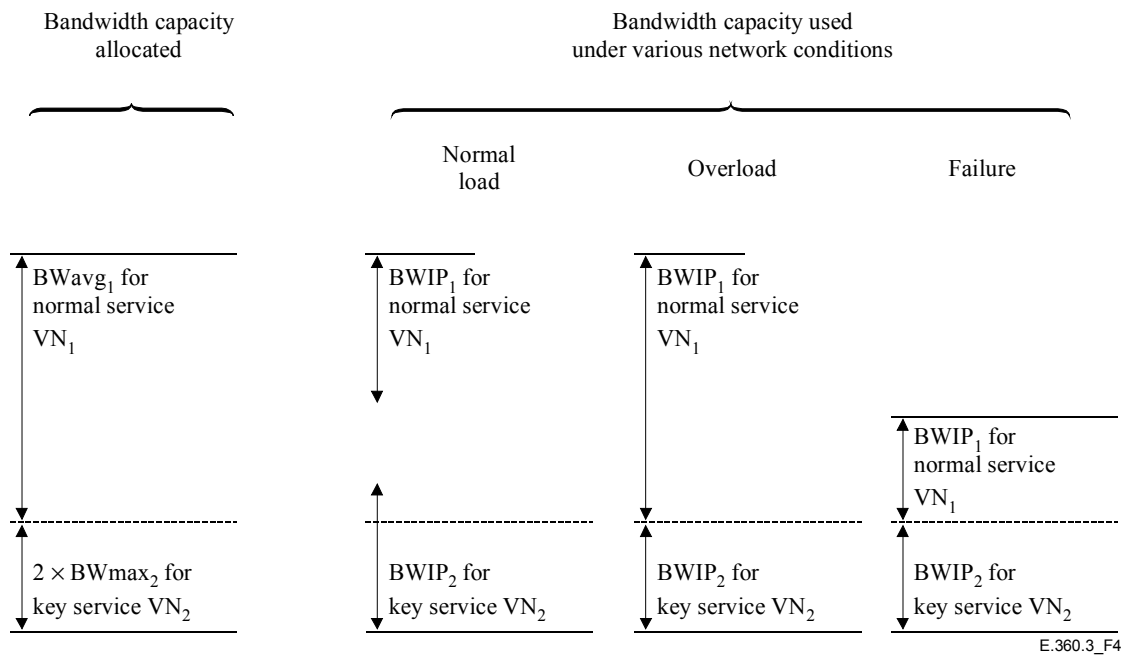 Bandwidth capacity
allocated
Bandwidth capacity used
under various network conditions
Normal
load
Overload
Failure
BWavg₁ for
normal service
VN₁
BWIP₁ for
normal service
VN₁
BWIP₁ for
normal service
VN₁
BWIP₁ for
normal service
VN₁
2 × BWmax₂ for
key service VN₂
BWIP₂ for
key service VN₂
BWIP₂ for
key service VN₂
BWIP₂ for
key service VN₂
E.360.3_F4